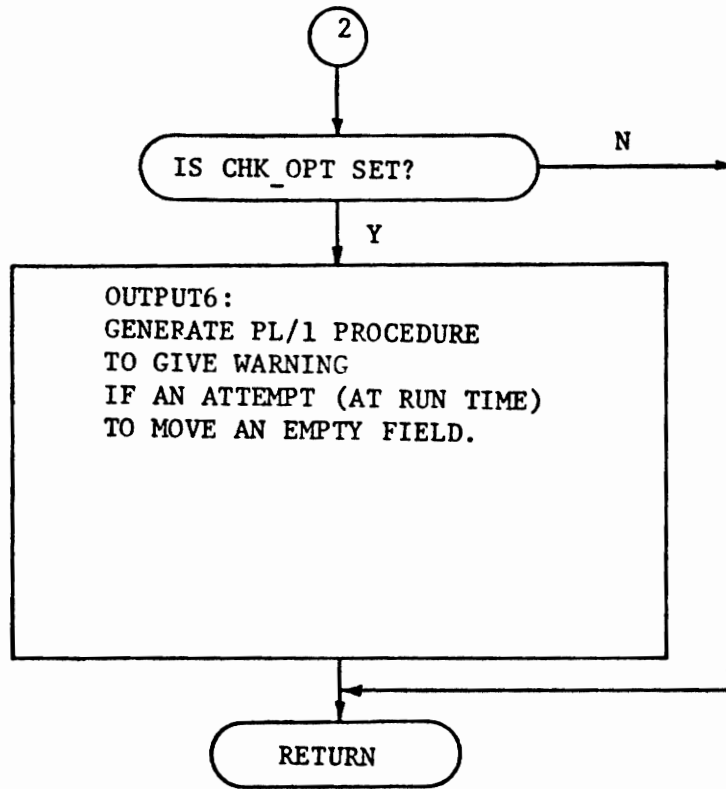 2
IS CHK_OPT SET?
N
Y
OUTPUT6:
GENERATE PL/1 PROCEDURE
TO GIVE WARNING
IF AN ATTEMPT (AT RUN TIME)
TO MOVE AN EMPTY FIELD.
RETURN